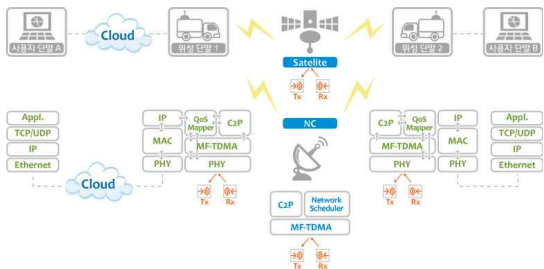 Cloud
사용자 단말 A
위성 단말 1
위성 단말 2
사용자 단말 B
Satelite
Tx Rx
NC
Appl.
TCP/UDP
IP
Ethernet
Cloud
IP QoS Mapper C2P
MAC MF-TDMA
PHY PHY
Tx Rx
C2P QoS Mapper IP
MF-TDMA MAC
PHY PHY
Tx Rx
Appl.
TCP/UDP
IP
Ethernet
C2P Network Scheduler
MF-TDMA
Tx Rx